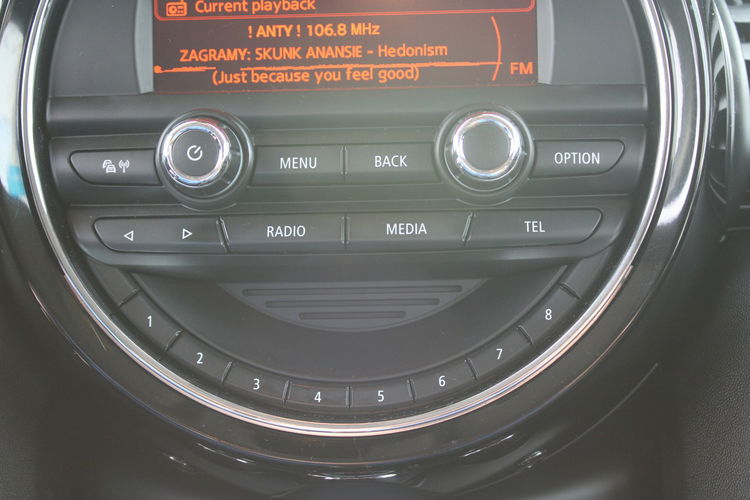 Current playback
! ANTY ! 106.8 MHz
ZAGRAMY: SKUNK ANANSIE - Hedonism
(Just because you feel good)
FM
MENU BACK OPTION
RADIO MEDIA TEL
1 2 3 4 5 6 7 8